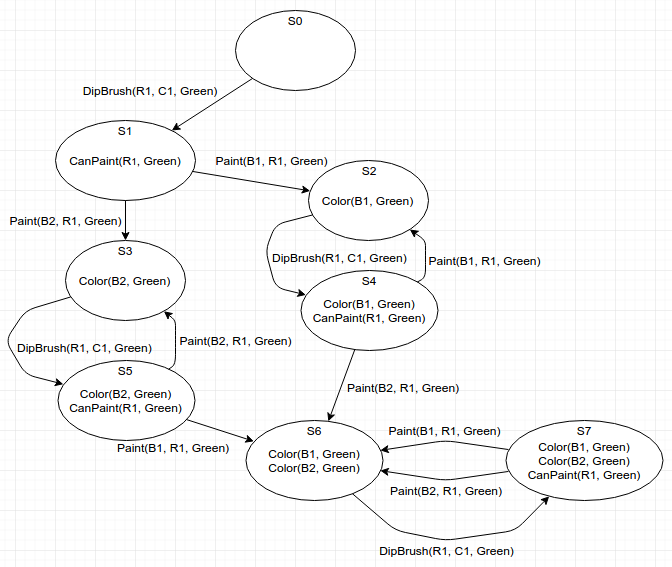 S0
DipBrush(R1, C1, Green)
S1
CanPaint(R1, Green)
Paint(B1, R1, Green)
S2
Color(B1, Green)
Paint(B2, R1, Green)
S3
Color(B2, Green)
DipBrush(R1, C1, Green)
Paint(B1, R1, Green)
S4
Color(B1, Green)
CanPaint(R1, Green)
DipBrush(R1, C1, Green)
Paint(B2, R1, Green)
S5
Color(B2, Green)
CanPaint(R1, Green)
Paint(B2, R1, Green)
Paint(B1, R1, Green)
S6
Color(B1, Green)
Color(B2, Green)
Paint(B1, R1, Green)
Paint(B2, R1, Green)
S7
Color(B1, Green)
Color(B2, Green)
CanPaint(R1, Green)
DipBrush(R1, C1, Green)